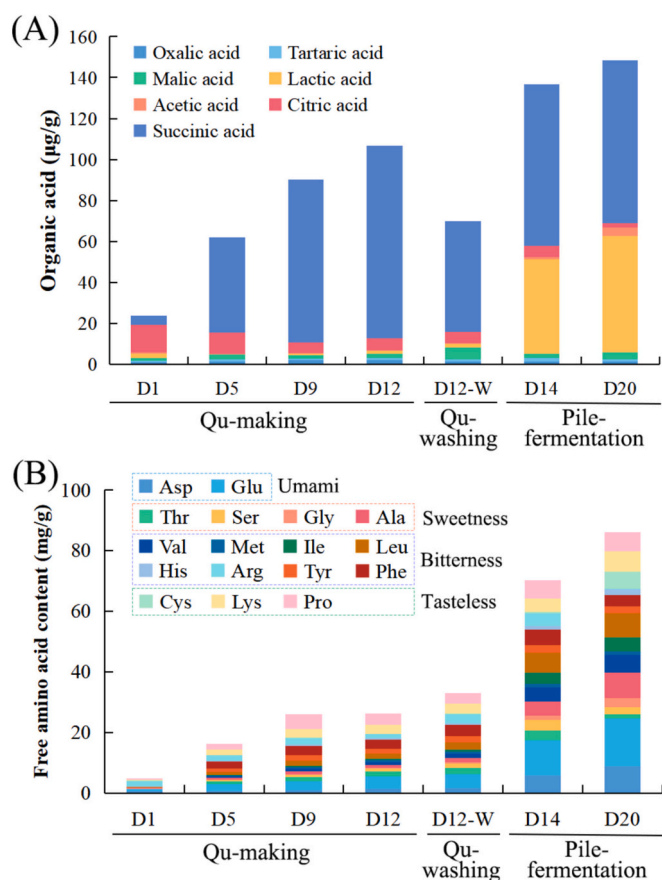 (A)
160
140
120
100
80
60
40
20
0
Organic acid (μg/g)
Oxalic acid Tartaric acid
Malic acid Lactic acid
Acetic acid Citric acid
Succinic acid
D1 D5 D9 D12 D12-W D14 D20
Qu-making Qu-washing Pile-fermentation
(B)
100
80
60
40
20
0
Free amino acid content (mg/g)
Asp Glu Umami
Thr Ser Gly Ala Sweetness
Val Met Ile Leu
Bitterness
His Arg Tyr Phe
Cys Lys Pro Tasteless
D1 D5 D9 D12 D12-W D14 D20
Qu-making Qu-washing Pile-fermentation